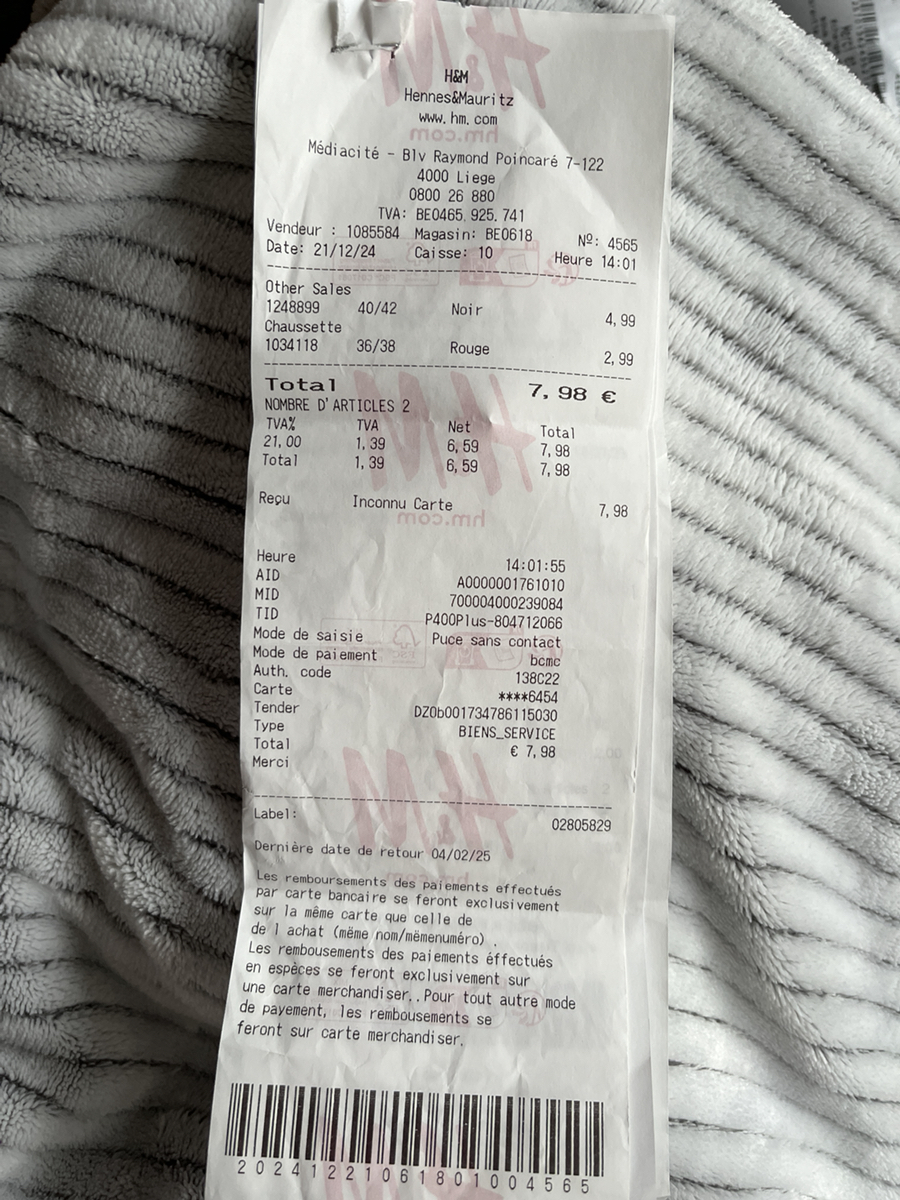 H&M
Hennes&Mauritz
www.hm.com
Médiacité - Blv Raymond Poincaré 7-122
4000 Liege
0800 26 880
TVA: BE0465.925.741
Vendeur : 1085584 Magasin: BE0618 Nº: 4565
Date: 21/12/24 Caisse: 10 Heure 14:01
Other Sales
1248899 40/42 Noir 4,99
Chaussette
1034118 36/38 Rouge 2,99
Total 7,98 €
NOMBRE D'ARTICLES 2
TVA% TVA Net Total
21,00 1,39 6,59 7,98
Total 1,39 6,59 7,98
Reçu Inconnu Carte 7,98
Heure 14:01:55
AID A0000001761010
MID 700004000239084
TID P400Plus-804712066
Mode de saisie Puce sans contact
Mode de paiement bcmc
Auth. code 138C22
Carte ****6454
Tender DZ0b001734786115030
Type BIENS_SERVICE
Total € 7,98
Merci
Label: 02805829
Dernière date de retour 04/02/25
Les remboursements des paiements effectués
par carte bancaire se feront exclusivement
sur la même carte que celle de
de l achat (mëme nom/mëmenuméro) .
Les rembousements des paiements éffectués
en espèces se feront exclusivement sur
une carte merchandiser..Pour tout autre mode
de payement, les rembousements se
feront sur carte merchandiser.
20241221061801004565